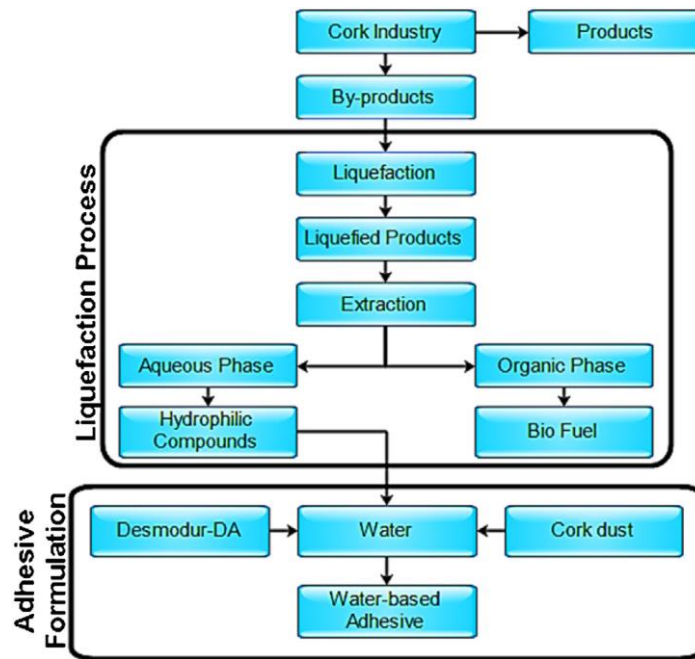 Cork Industry
Products
By-products
Liquefaction Process
Liquefaction
Liquefied Products
Extraction
Aqueous Phase
Organic Phase
Hydrophilic
Compounds
Bio Fuel
Adhesive
Formulation
Desmodur-DA
Water
Cork dust
Water-based
Adhesive